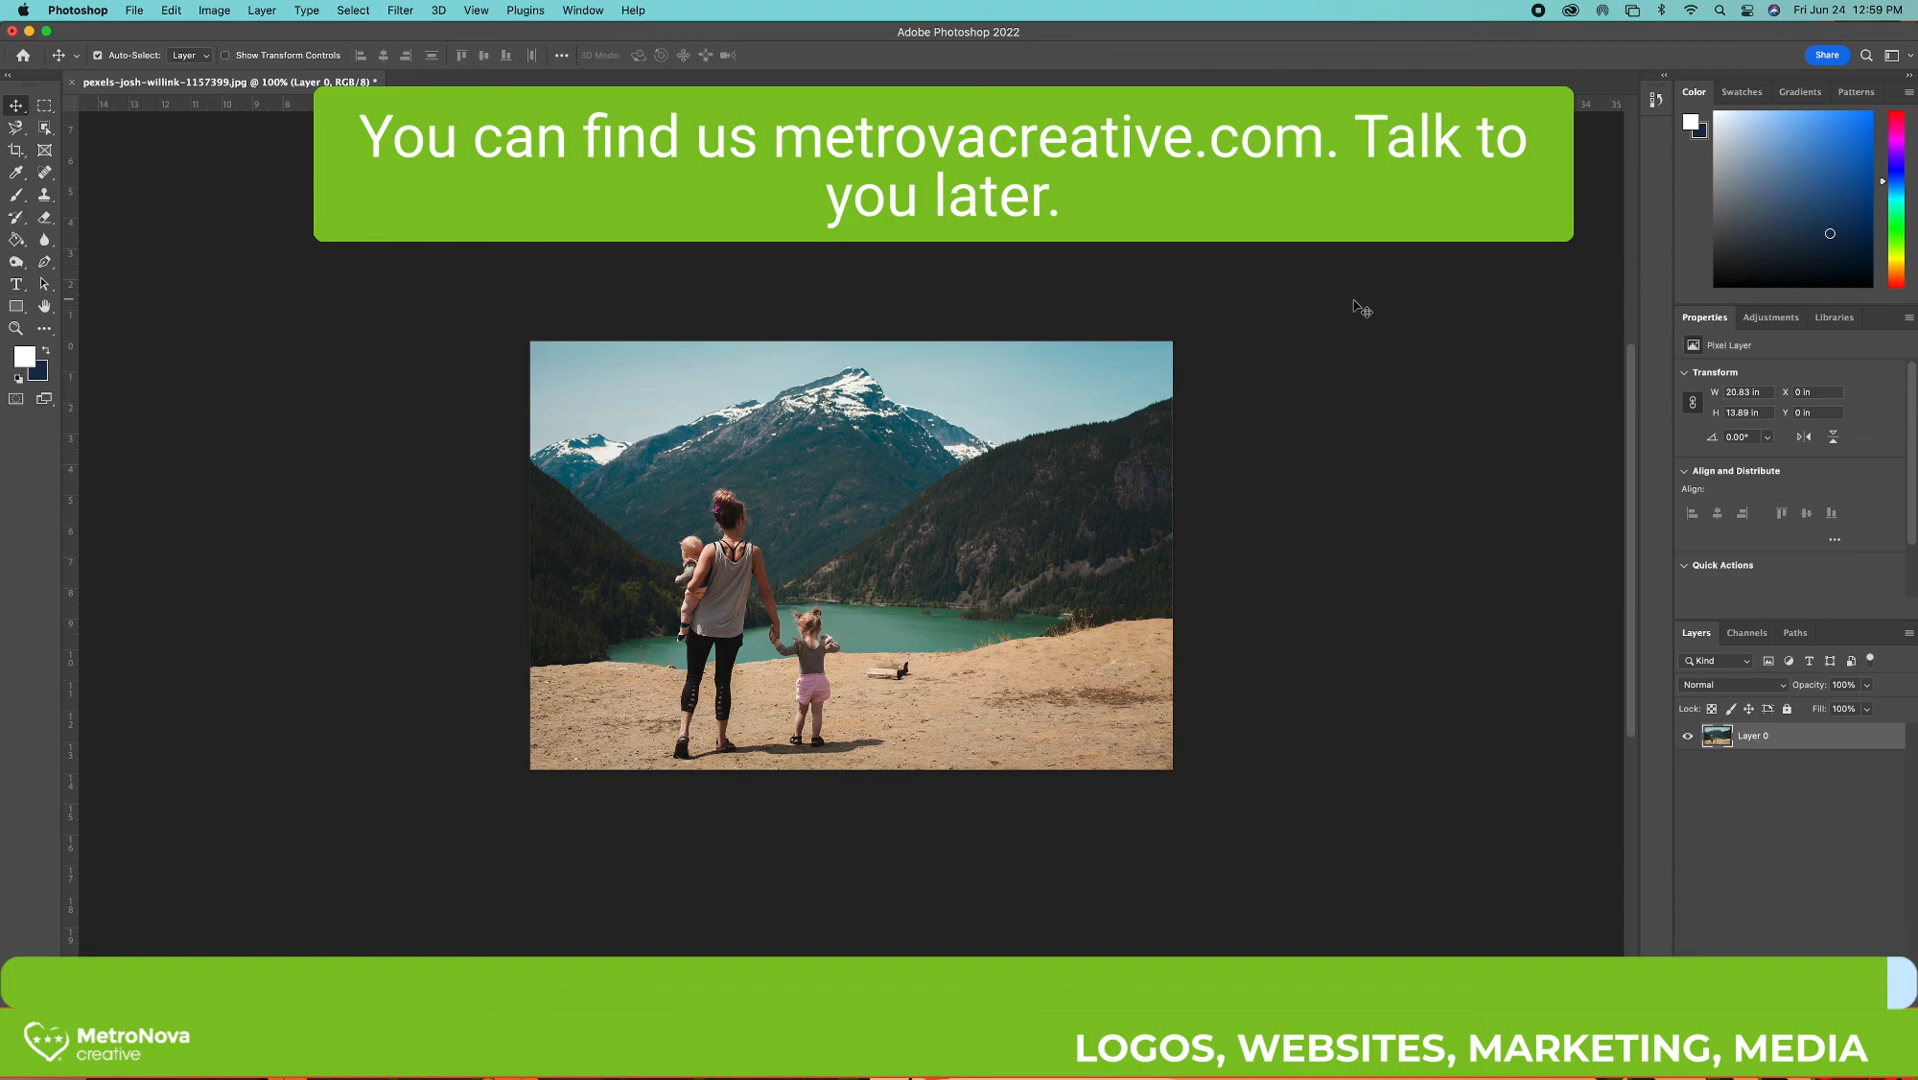 Photoshop File Edit Image Layer Type Select Filter 3D View Plugins Window Help Fri Jun 24 12:59 PM
Adobe Photoshop 2022
Auto-Select: Layer Show Transform Controls 3D Mode: Share
pexels-josh-willink-1157399.jpg @ 100% (Layer 0, RGB/8) *
You can find us metrovacreative.com. Talk to
you later.
Color Swatches Gradients Patterns
Properties Adjustments Libraries
Pixel Layer
Transform
W 20.83 in X 0 in
H 13.89 in Y 0 in
0.00°
Align and Distribute
Align:
Quick Actions
Layers Channels Paths
Kind
Normal Opacity: 100%
Lock: Fill: 100%
Layer 0
MetroNova
creative
LOGOS, WEBSITES, MARKETING, MEDIA